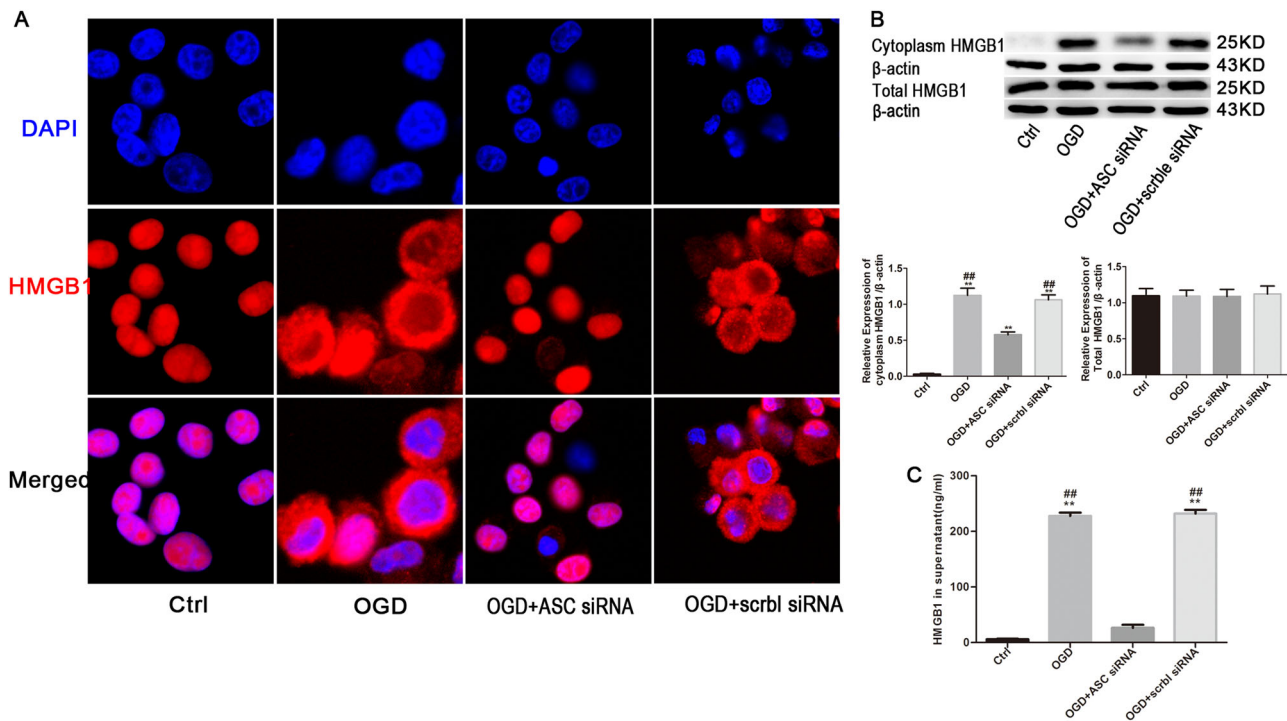 A
DAPI
HMGB1
Merged
Ctrl
OGD
OGD+ASC siRNA
OGD+scrbl siRNA
B
Cytoplasm HMGB1
25KD
β-actin
43KD
Total HMGB1
25KD
β-actin
43KD
Ctrl
OGD
OGD+ASC siRNA
OGD+scrble siRNA
Releative Expressoion of
cytoplasm HMGB1 /β -actin
1.5
1.0
0.5
0.0
##
**
**
##
**
Ctrl
OGD
OGD+ASC siRNA
OGD+scrbl siRNA
Releative Expressoion of
Total HMGB1 /β -actin
1.5
1.0
0.5
0.0
Ctrl
OGD
OGD+ASC siRNA
OGD+scrbl siRNA
C
HMGB1 in supernatant(ng/ml)
300
200
100
0
##
**
##
**
Ctrl
OGD
OGD+ASC siRNA
OGD+scrbl siRNA